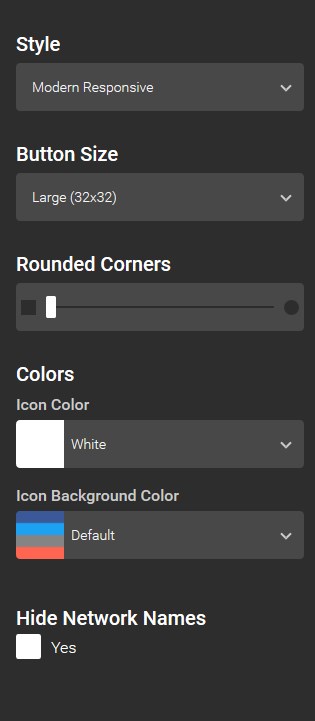 Style
Modern Responsive
Button Size
Large (32x32)
Rounded Corners
Colors
Icon Color
White
Icon Background Color
Default
Hide Network Names
Yes